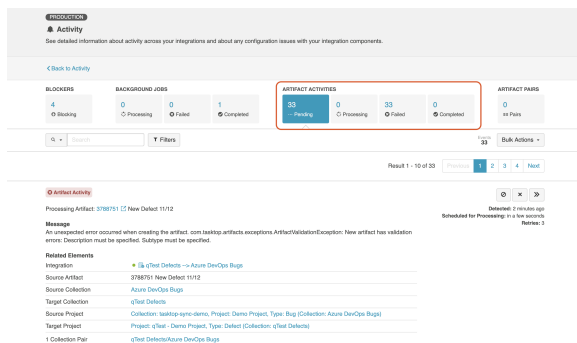 PRODUCTION
Activity
See detailed information about activity across your integrations and about any configuration issues with your integration components.
Back to Activity
BLOCKERS
BACKGROUND JOBS
ARTIFACT ACTIVITIES
ARTIFACT PAIRS
4
0
0
1
33
0
33
0
0
Blocking
Processing
Failed
Completed
Pending
Processing
Failed
Completed
Pairs
Search
Filters
Events
33
Bulk Actions
Result 1 - 10 of 33
Previous
1
2
3
4
Next
Artifact Activity
Processing Artifact: 3788751 New Defect 11/12
Detected: 2 minutes ago
Scheduled for Processing: in a few seconds
Retries: 3
Message
An unexpected error occurred when creating the artifact. com.tasktop.artifacts.exceptions.ArtifactValidationException: New artifact has validation
errors: Description must be specified. Subtype must be specified.
Related Elements
Integration qTest Defects --> Azure DevOps Bugs
Source Artifact 3788751 New Defect 11/12
Source Collection Azure DevOps Bugs
Target Collection qTest Defects
Source Project Collection: tasktop-sync-demo, Project: Demo Project, Type: Bug (Collection: Azure DevOps Bugs)
Target Project Project: qTest - Demo Project, Type: Defect (Collection: qTest Defects)
1 Collection Pair qTest Defects/Azure DevOps Bugs